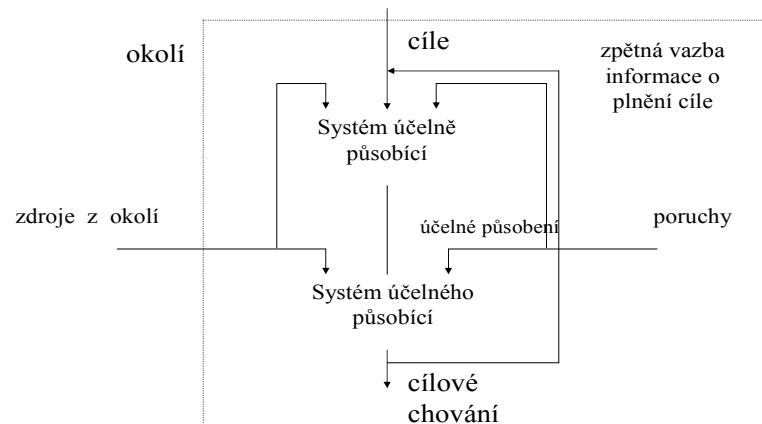 okolí
cíle
zpětná vazba
informace o
plnění cíle
Systém účelně
působící
zdroje z okolí
účelné působení
poruchy
Systém účelného
působící
cílové
chování